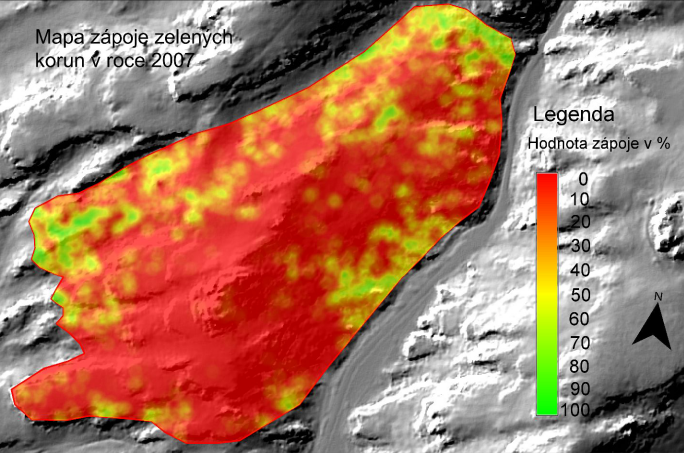 Mapa zápoję zelených
korun v roce 2007
Legenda
Hodnota zápoje v %
0
10
20
30
40
50
60
70
80
90
100
N